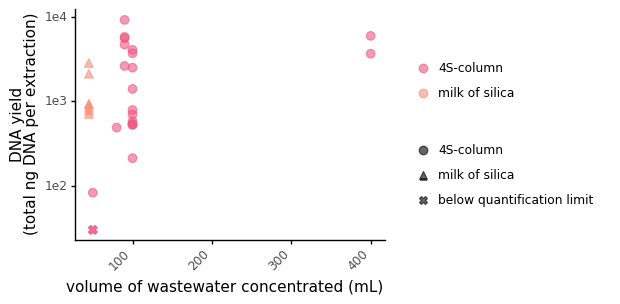 DNA yield
(total ng DNA per extraction)
1e4
1e3
1e2
100
200
300
400
volume of wastewater concentrated (mL)
4S-column
milk of silica
4S-column
milk of silica
below quantification limit